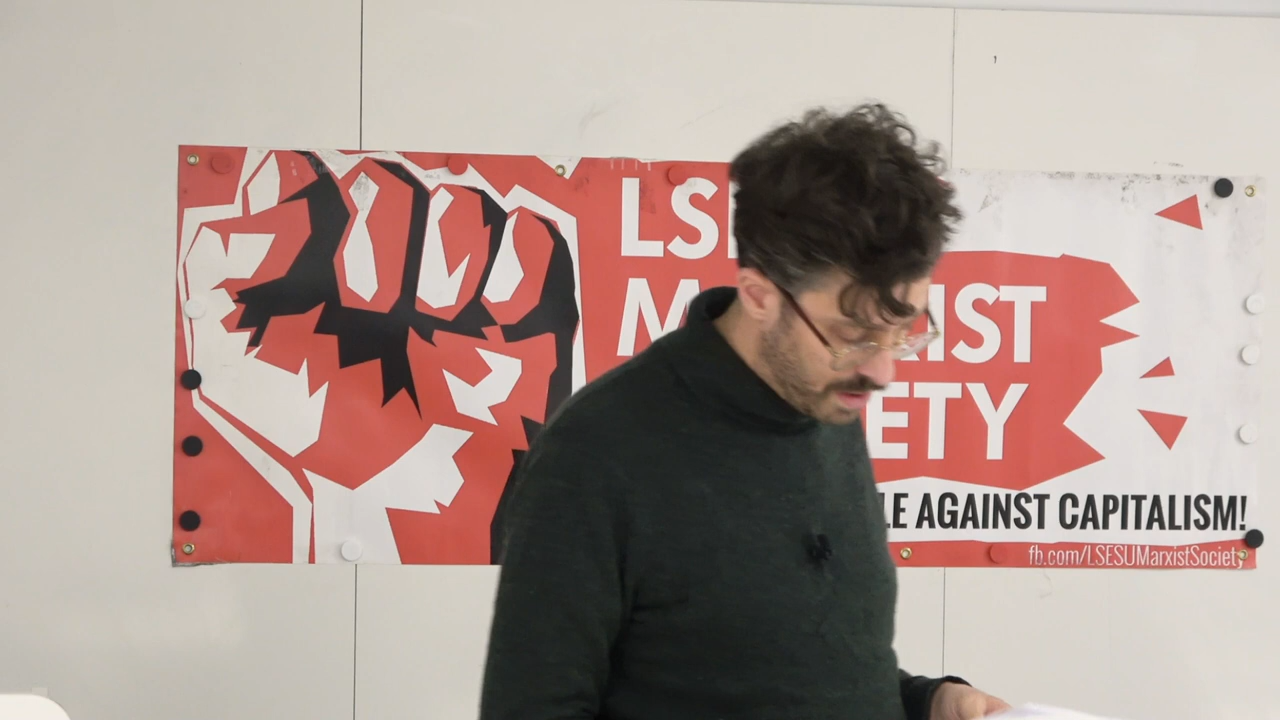 LS
M IST
ETY
LE AGAINST CAPITALISM!
fb.com/LSESUMarxistSociety